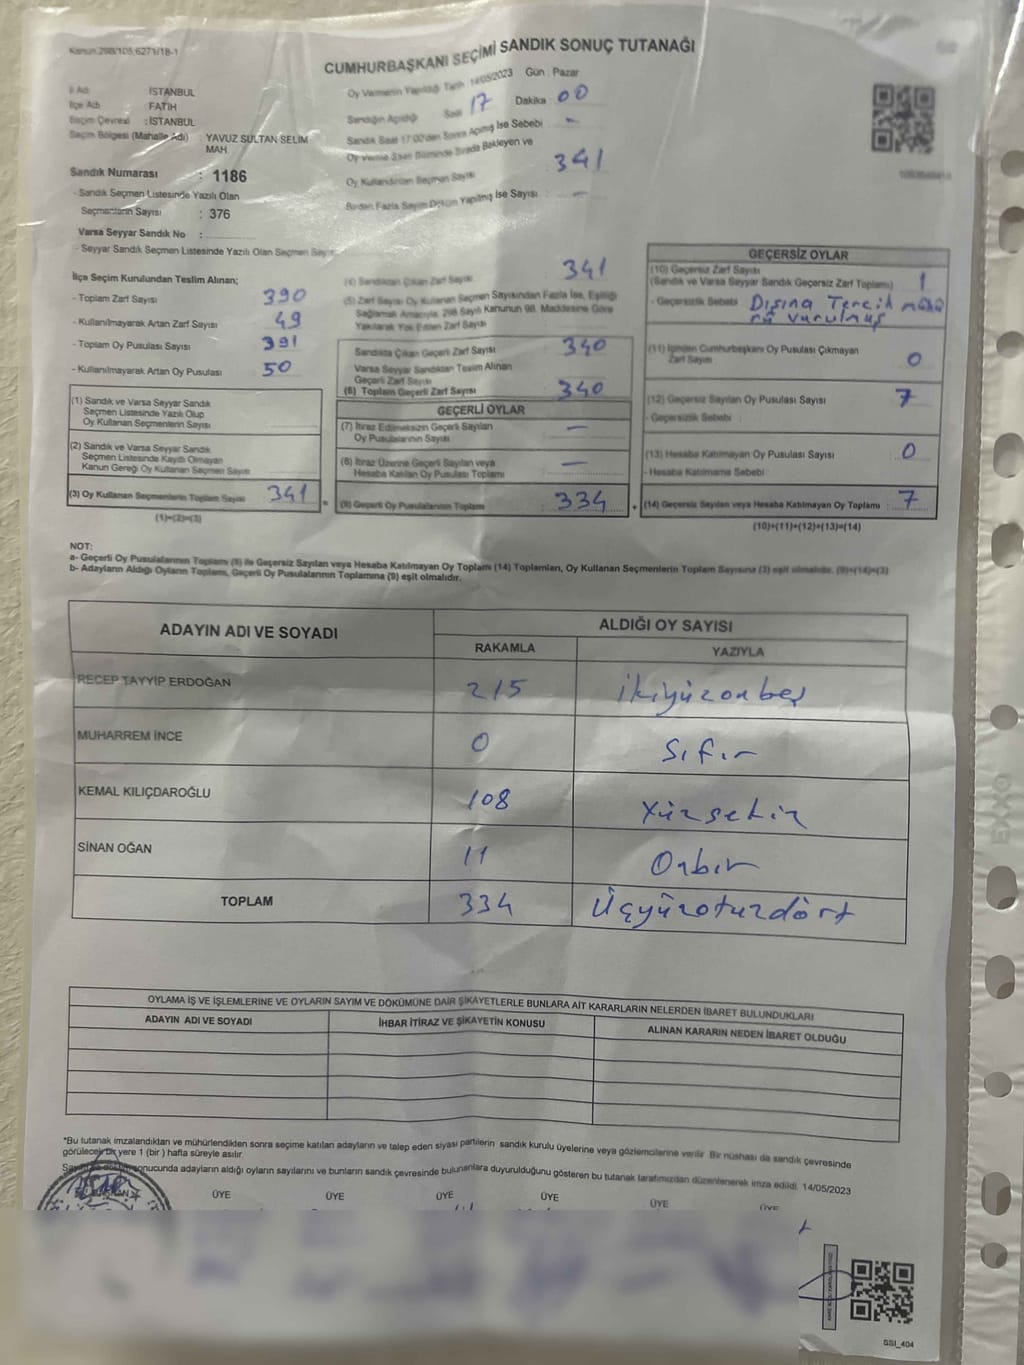 Kanun.298/105,6271/18-1
CUMHURBAŞKANI SEÇİMİ SANDIK SONUÇ TUTANAĞI
İl Adı : İSTANBUL
İlçe Adı : FATİH
Seçim Çevresi : İSTANBUL
Seçim Bölgesi (Mahalle Adı) : YAVUZ SULTAN SELİM MAH
Sandık Numarası : 1186
- Sandık Seçmen Listesinde Yazılı Olan
Seçmenlerin Sayısı : 376
Varsa Seyyar Sandık No :
- Seyyar Sandık Seçmen Listesinde Yazılı Olan Seçmen Sayısı
Oy Vermenin Yapıldığı Tarih 14/05/2023 Gün : Pazar
Sandığın Açıldığı Saat 17 Dakika 00
Sandık Saat 17:00'den Sonra Açılmış İse Sebebi : -
Oy Verme Saati Bitiminde Sırada Bekleyen ve
Oy Kullandırılan Seçmen Sayısı 341
Birden Fazla Sayım Döküm Yapılmış İse Sayısı : -
İlçe Seçim Kurulundan Teslim Alınan;
- Toplam Zarf Sayısı 390
- Kullanılmayarak Artan Zarf Sayısı : 49
- Toplam Oy Pusulası Sayısı : 391
- Kullanılmayarak Artan Oy Pusulası : 50
(1) Sandık ve Varsa Seyyar Sandık
Seçmen Listesinde Yazılı Olup
Oy Kullanan Seçmenlerin Sayısı
(2) Sandık ve Varsa Seyyar Sandık
Seçmen Listesinde Kayıtlı Olmayan
Kanun Gereği Oy Kullanan Seçmen Sayısı
(3) Oy Kullanan Seçmenlerin Toplam Sayısı 341
(1)+(2)=(3)
(4) Sandıktan Çıkan Zarf Sayısı 341
(5) Zarf Sayısı Oy Kullanan Seçmen Sayısından Fazla İse, Eşitliği
Sağlamak Amacıyla, 298 Sayılı Kanunun 98. Maddesine Göre
Yakılarak Yok Edilen Zarf Sayısı
Sandıkta Çıkan Geçerli Zarf Sayısı : 340
Varsa Seyyar Sandıktan Teslim Alınan
Geçerli Zarf Sayısı
(6) Toplam Geçerli Zarf Sayısı : 340
GEÇERLİ OYLAR
(7) İtiraz Edilmeksizin Geçerli Sayılan
Oy Pusulalarının Sayısı : -
(8) İtiraz Üzerine Geçerli Sayılan veya
Hesaba Katılan Oy Pusulası Toplamı : -
(9) Geçerli Oy Pusulalarının Toplamı 334
GEÇERSİZ OYLAR
(10) Geçersiz Zarf Sayısı
(Sandık ve Varsa Seyyar Sandık Geçersiz Zarf Toplamı) : 1
- Geçersizlik Sebebi : Dışına Tercih mühü
rü vurulmuş
(11) İçinden Cumhurbaşkanı Oy Pusulası Çıkmayan
Zarf Sayısı : 0
(12) Geçersiz Sayılan Oy Pusulası Sayısı : 7
- Geçersizlik Sebebi :
(13) Hesaba Katılmayan Oy Pusulası Sayısı : 0
- Hesaba Katılmama Sebebi :
(14) Geçersiz Sayılan veya Hesaba Katılmayan Oy Toplamı : 7
(10)+(11)+(12)+(13)=(14)
NOT:
a- Geçerli Oy Pusulalarının Toplamı (9) ile Geçersiz Sayılan veya Hesaba Katılmayan Oy Toplamı (14) Toplamları, Oy Kullanan Seçmenlerin Toplam Sayısına (3) eşit olmalıdır. (9)+(14)=(3)
b- Adayların Aldığı Oyların Toplamı, Geçerli Oy Pusulalarının Toplamına (9) eşit olmalıdır.
ADAYIN ADI VE SOYADI
ALDIĞI OY SAYISI
RAKAMLA YAZIYLA
RECEP TAYYİP ERDOĞAN 215 ikiyüzonbeş
MUHARREM İNCE 0 Sıfır
KEMAL KILIÇDAROĞLU 108 Yüzsekiz
SİNAN OĞAN 11 Onbir
TOPLAM 334 Üçyüzotuzdört
OYLAMA İŞ VE İŞLEMLERİNE VE OYLARIN SAYIM VE DÖKÜMÜNE DAİR ŞİKAYETLERLE BUNLARA AİT KARARLARIN NELERDEN İBARET BULUNDUKLARI
ADAYIN ADI VE SOYADI İHBAR İTİRAZ VE ŞİKAYETİN KONUSU ALINAN KARARIN NEDEN İBARET OLDUĞU
*Bu tutanak imzalandıktan ve mühürlendikten sonra seçime katılan adayların ve talep eden siyasi partilerin sandık kurulu üyelerine veya gözlemcilerine verilir. Bir nüshası da sandık çevresinde
görülecek bir yere 1 (bir ) hafta süreyle asılır.
sonucunda adayların aldığı oyların sayılarını ve bunların sandık çevresinde bulunanlara duyurulduğunu gösteren bu tutanak tarafımızdan düzenlenerek imza edildi. 14/05/2023
ÜYE ÜYE ÜYE ÜYE ÜYE ÜYE
SSI_404
EXXO